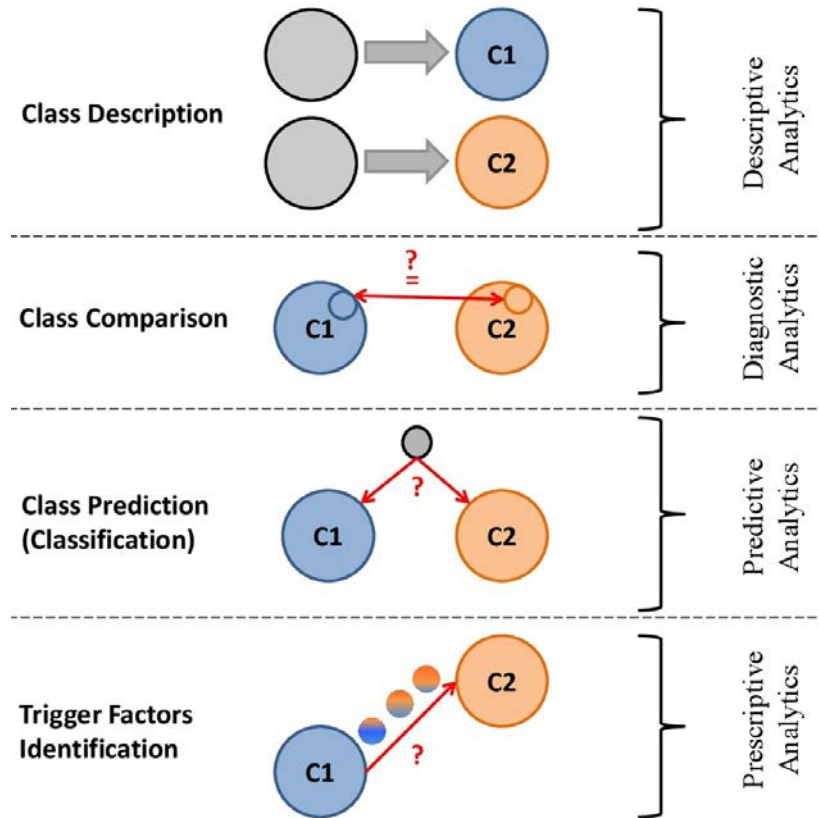 C1
Class Description
C2
Descriptive
Analytics
?
=
Class Comparison
C1
C2
Diagnostic
Analytics
?
Class Prediction
(Classification)
C1
C2
Predictive
Analytics
C2
Trigger Factors
Identification
?
C1
Prescriptive
Analytics